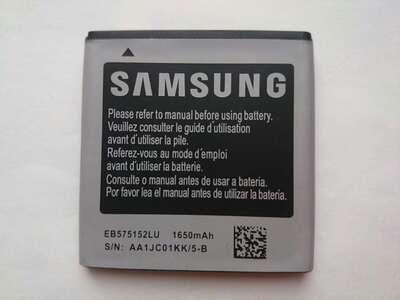 SAMSUNG
Please refer to manual before using battery.
Veuillez consulter le guide d'utilisation
avant d'utiliser la pile.
Referez-vous au mode d'emploi
avant d'utiliser la batterie.
Consulte o manual antes de usar a bateria.
Por favor lea el manual antes de utilizar la batería.
EB575152LU 1650mAh
S/N: AA1JC01KK/5-B